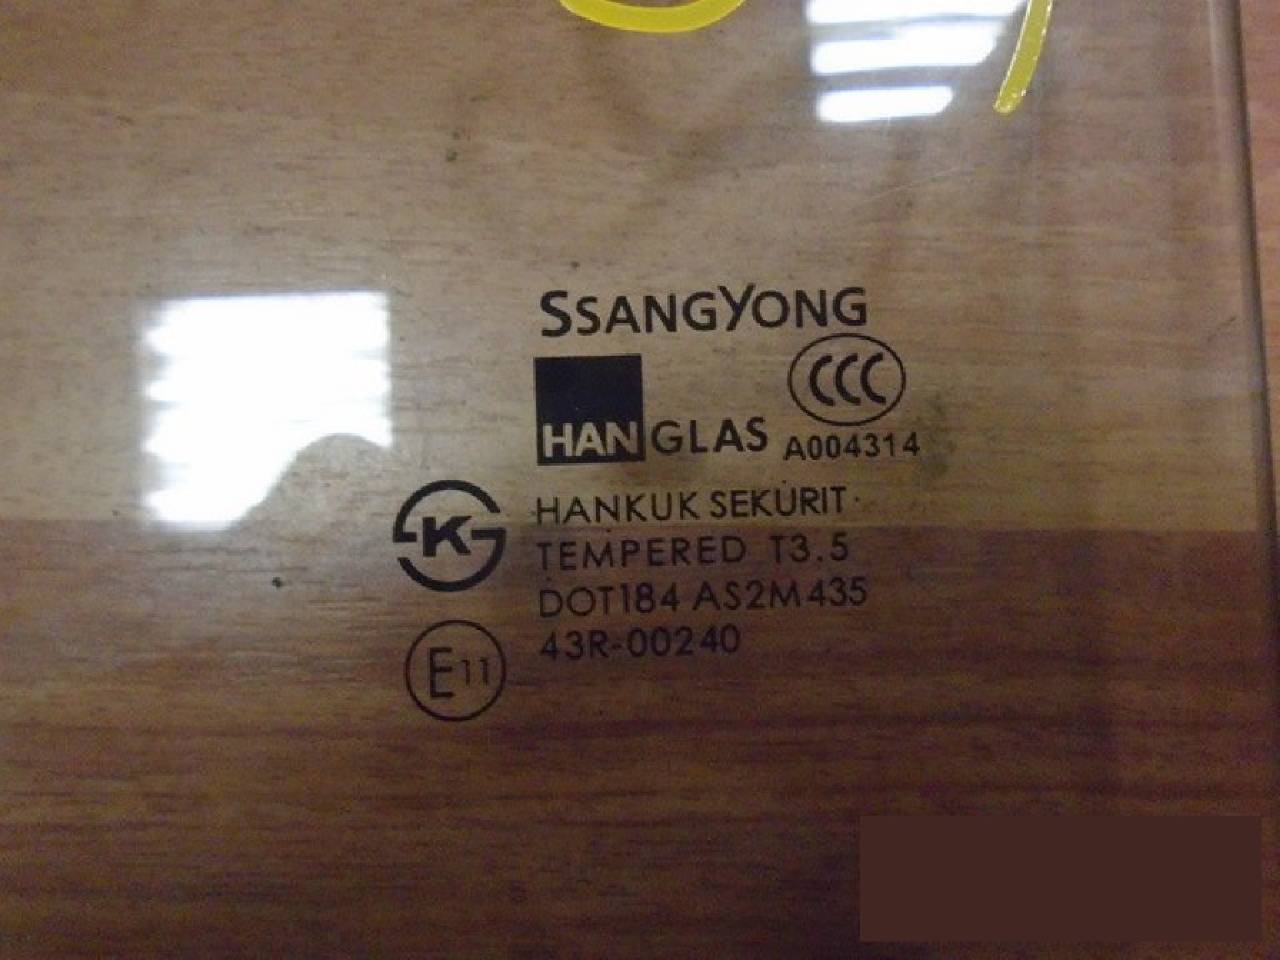 SSANGYONG
CCC
HANGLAS A004314
HANKUK SEKURIT
K
TEMPERED T3.5
DOT184 AS2M435
43R-00240
E11